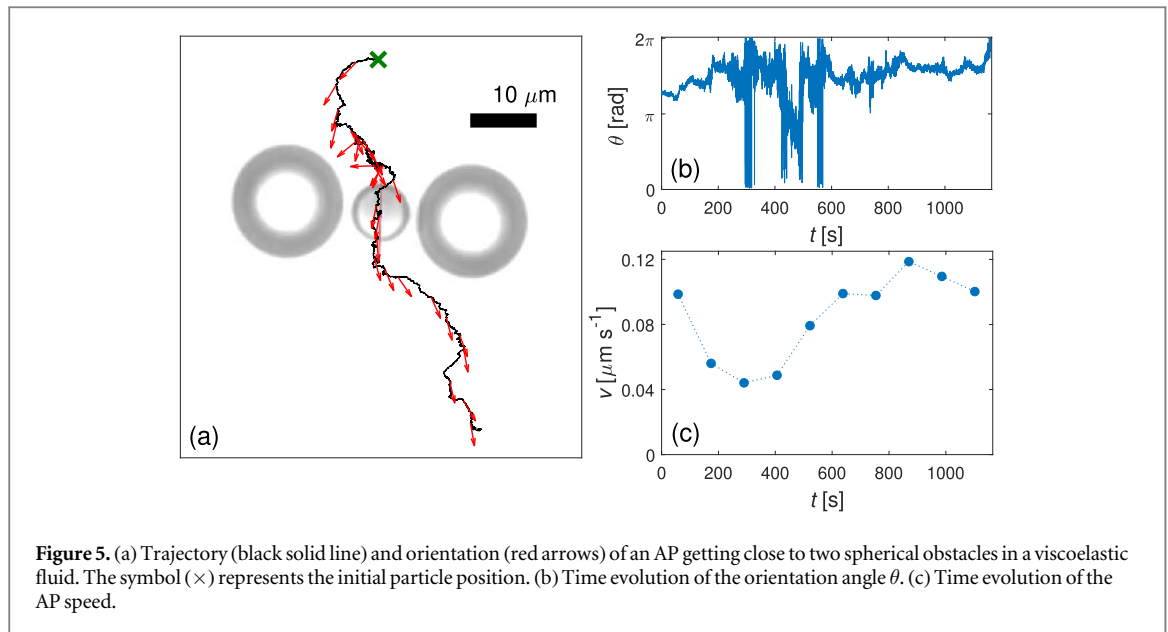 10 μm
(a)
2π
π
0
θ [rad]
(b)
0 200 400 600 800 1000
t [s]
0.12
0.08
0.04
0
v [μm s⁻¹]
(c)
0 200 400 600 800 1000
t [s]
Figure 5. (a) Trajectory (black solid line) and orientation (red arrows) of an AP getting close to two spherical obstacles in a viscoelastic
fluid. The symbol (×) represents the initial particle position. (b) Time evolution of the orientation angle θ. (c) Time evolution of the
AP speed.